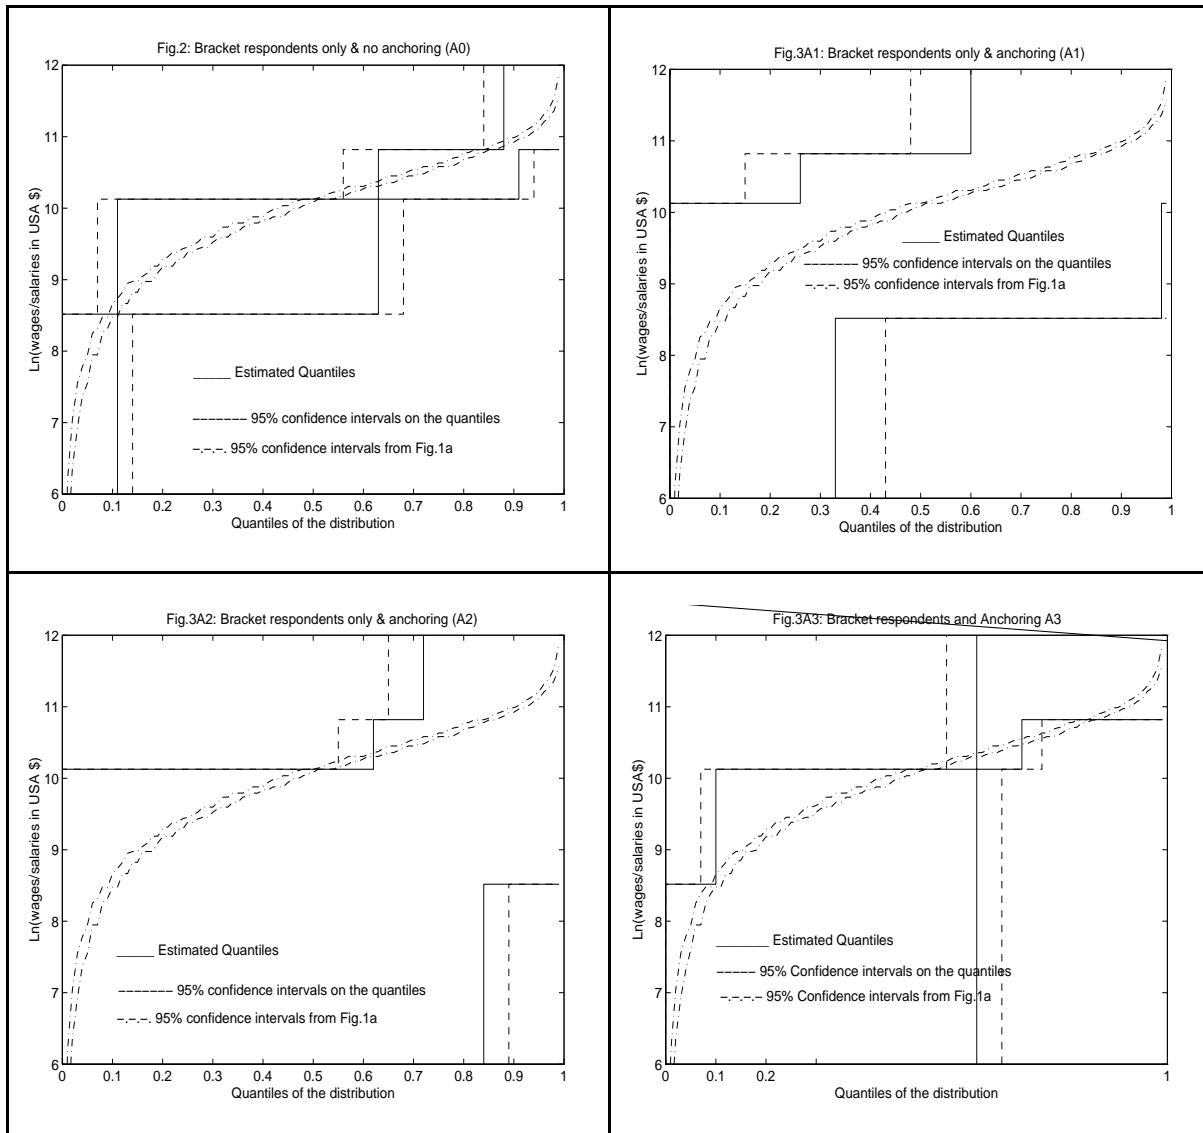 Fig.2: Bracket respondents only & no anchoring (A0)
12
11
10
9
8
7
6
Ln(wages/salaries in USA $)
_____ Estimated Quantiles
------- 95% confidence intervals on the quantiles
-.-.-. 95% confidence intervals from Fig.1a
0 0.1 0.2 0.3 0.4 0.5 0.6 0.7 0.8 0.9 1
Quantiles of the distribution
Fig.3A1: Bracket respondents only & anchoring (A1)
12
11
10
9
8
7
6
Ln(wages/salaries in USA $)
_____ Estimated Quantiles
------- 95% confidence intervals on the quantiles
-.-.-. 95% confidence intervals from Fig.1a
0 0.1 0.2 0.3 0.4 0.5 0.6 0.7 0.8 0.9 1
Quantiles of the distribution
Fig.3A2: Bracket respondents only & anchoring (A2)
12
11
10
9
8
7
6
Ln(wages/salaries in USA $)
_____ Estimated Quantiles
------- 95% confidence intervals on the quantiles
-.-.-. 95% confidence intervals from Fig.1a
0 0.1 0.2 0.3 0.4 0.5 0.6 0.7 0.8 0.9 1
Quantiles of the distribution
Fig.3A3: Bracket respondents and Anchoring A3
12
11
10
9
8
7
6
Ln(wages/salaries in USA$)
_______ Estimated Quantiles
----- 95% Confidence intervals on the quantiles
-.-.-.- 95% Confidence intervals from Fig.1a
0 0.1 0.2 1
Quantiles of the distribution